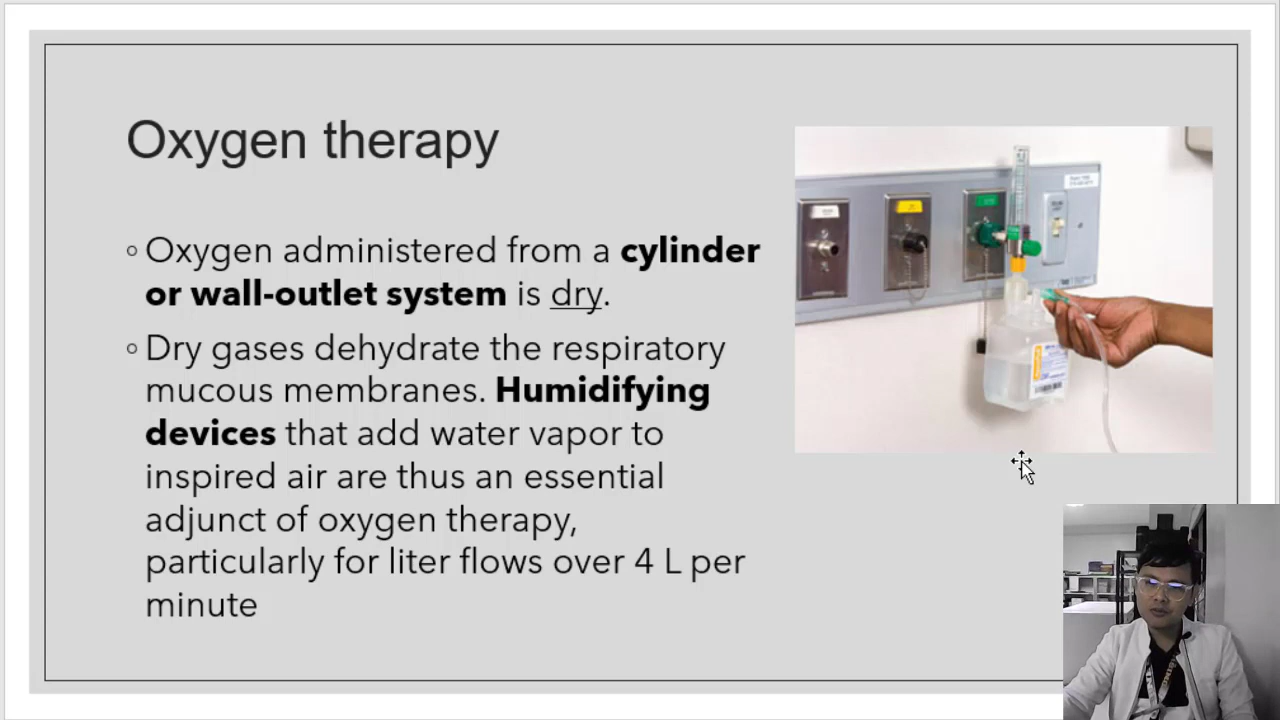 Oxygen therapy
◦ Oxygen administered from a cylinder
or wall-outlet system is dry.
◦ Dry gases dehydrate the respiratory
mucous membranes. Humidifying
devices that add water vapor to
inspired air are thus an essential
adjunct of oxygen therapy,
particularly for liter flows over 4 L per
minute